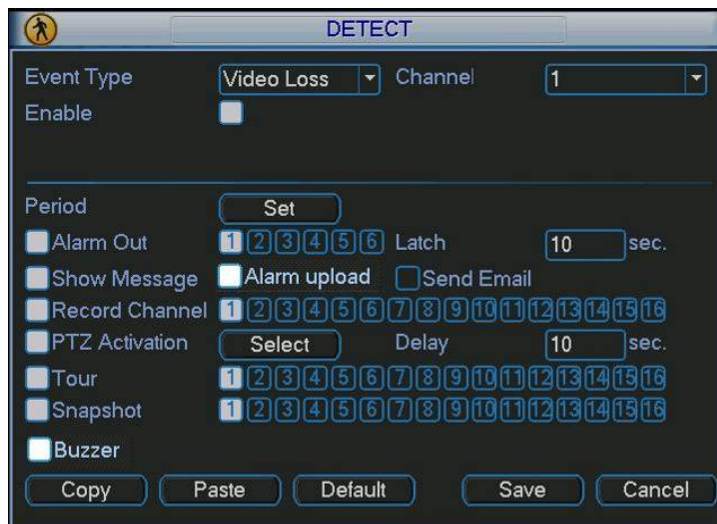 DETECT
Event Type Video Loss Channel 1
Enable
Period Set
Alarm Out 1 2 3 4 5 6 Latch 10 sec.
Show Message Alarm upload Send Email
Record Channel 1 2 3 4 5 6 7 8 9 10 11 12 13 14 15 16
PTZ Activation Select Delay 10 sec.
Tour 1 2 3 4 5 6 7 8 9 10 11 12 13 14 15 16
Snapshot 1 2 3 4 5 6 7 8 9 10 11 12 13 14 15 16
Buzzer
Copy Paste Default Save Cancel